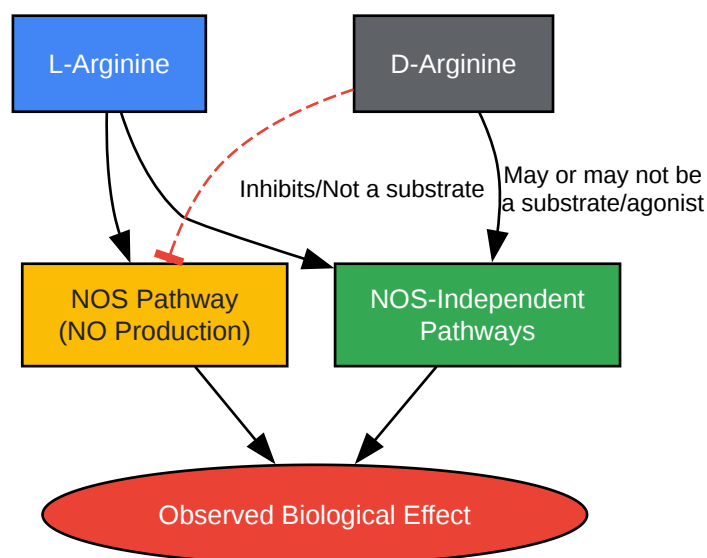 L-Arginine
D-Arginine
Inhibits/Not a substrate
May or may not be
a substrate/agonist
NOS Pathway
(NO Production)
NOS-Independent
Pathways
Observed Biological Effect